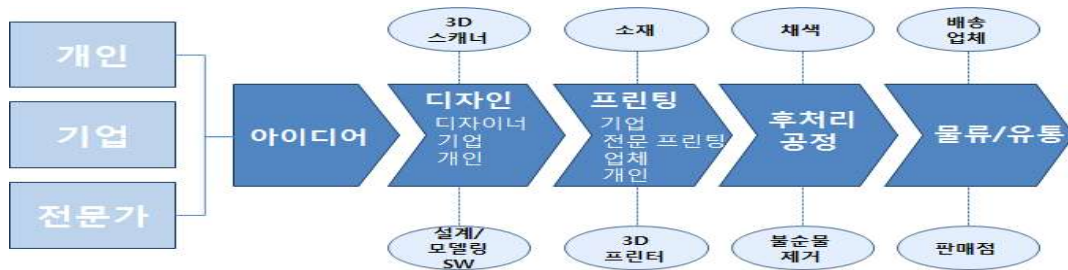 3D
스캐너
소재
채색
배송
업체
개인
기업
전문가
아이디어
디자인
디자이너
기업
개인
프린팅
기업
전문 프린팅
업체
개인
후처리
공정
물류/유통
설계/
모델링
SW
3D
프린터
불순물
제거
판매점